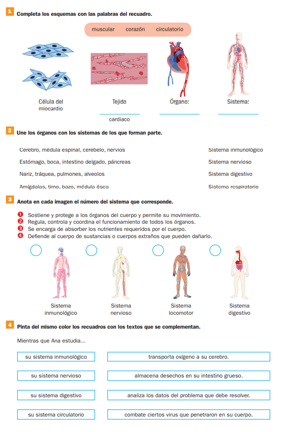 1 Completa los esquemas con las palabras del recuadro.
muscular corazón circulatorio
Célula del miocardio
Tejido
cardiaco
Órgano:
Sistema:
2 Une los órganos con los sistemas de los que forman parte.
Cerebro, médula espinal, cerebelo, nervios
Sistema inmunológico
Estómago, boca, intestino delgado, páncreas
Sistema nervioso
Nariz, tráquea, pulmones, alveolos
Sistema digestivo
Amígdalas, timo, bazo, médula ósea
Sistema respiratorio
3 Anota en cada imagen el número del sistema que corresponde.
1 Sostiene y protege a los órganos del cuerpo y permite su movimiento.
2 Regula, controla y coordina el funcionamiento de todos los órganos.
3 Se encarga de absorber los nutrientes requeridos por el cuerpo.
4 Defiende al cuerpo de sustancias o cuerpos extraños que pueden dañarlo.
Sistema inmunológico
Sistema nervioso
Sistema locomotor
Sistema digestivo
4 Pinta del mismo color los recuadros con los textos que se complementan.
Mientras que Ana estudia...
su sistema inmunológico
transporta oxígeno a su cerebro.
su sistema nervioso
almacena desechos en su intestino grueso.
su sistema digestivo
analiza los datos del problema que debe resolver.
su sistema circulatorio
combate ciertos virus que penetraron en su cuerpo.